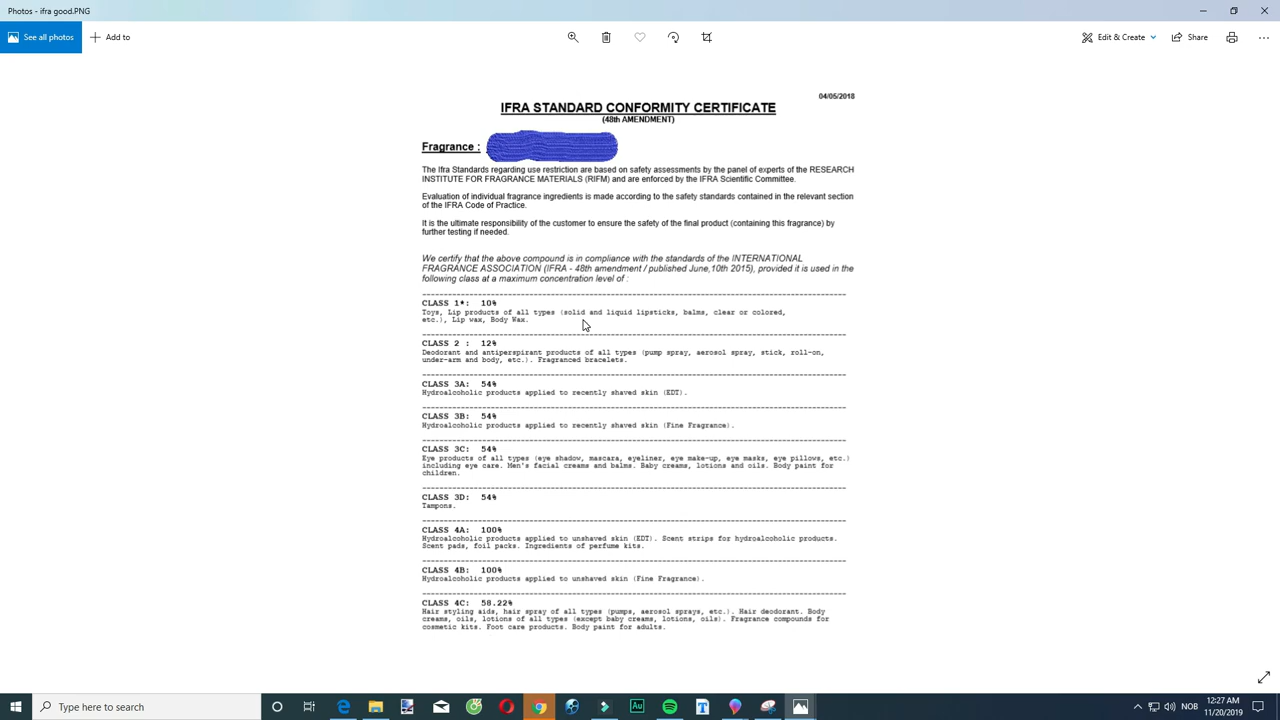 Photos - ifra good.PNG
See all photos
Add to
Edit & Create
Share
04/05/2018
IFRA STANDARD CONFORMITY CERTIFICATE
(48th AMENDMENT)
Fragrance :
The Ifra Standards regarding use restriction are based on safety assessments by the panel of experts of the RESEARCH
INSTITUTE FOR FRAGRANCE MATERIALS (RIFM) and are enforced by the IFRA Scientific Committee.
Evaluation of individual fragrance ingredients is made according to the safety standards contained in the relevant section
of the IFRA Code of Practice.
It is the ultimate responsibility of the customer to ensure the safety of the final product (containing this fragrance) by
further testing if needed.
We certify that the above compound is in compliance with the standards of the INTERNATIONAL
FRAGRANCE ASSOCIATION (IFRA - 48th amendment / published June,10th 2015), provided it is used in the
following class at a maximum concentration level of :
CLASS 1*: 10%
Toys, Lip products of all types (solid and liquid lipsticks, balms, clear or colored,
etc.), Lip wax, Body Wax.
CLASS 2 : 12%
Deodorant and antiperspirant products of all types (pump spray, aerosol spray, stick, roll-on,
under-arm and body, etc.). Fragranced bracelets.
CLASS 3A: 54%
Hydroalcoholic products applied to recently shaved skin (EDT).
CLASS 3B: 54%
Hydroalcoholic products applied to recently shaved skin (Fine Fragrance).
CLASS 3C: 54%
Eye products of all types (eye shadow, mascara, eyeliner, eye make-up, eye masks, eye pillows, etc.)
including eye care. Men's facial creams and balms. Baby creams, lotions and oils. Body paint for
children.
CLASS 3D: 54%
Tampons.
CLASS 4A: 100%
Hydroalcoholic products applied to unshaved skin (EDT). Scent strips for hydroalcoholic products.
Scent pads, foil packs. Ingredients of perfume kits.
CLASS 4B: 100%
Hydroalcoholic products applied to unshaved skin (Fine Fragrance).
CLASS 4C: 58.22%
Hair styling aids, hair spray of all types (pumps, aerosol sprays, etc.). Hair deodorant. Body
creams, oils, lotions of all types (except baby creams, lotions, oils). Fragrance compounds for
cosmetic kits. Foot care products. Body paint for adults.
Type here to search
Au
T
NOB
12:27 AM
11/20/2019